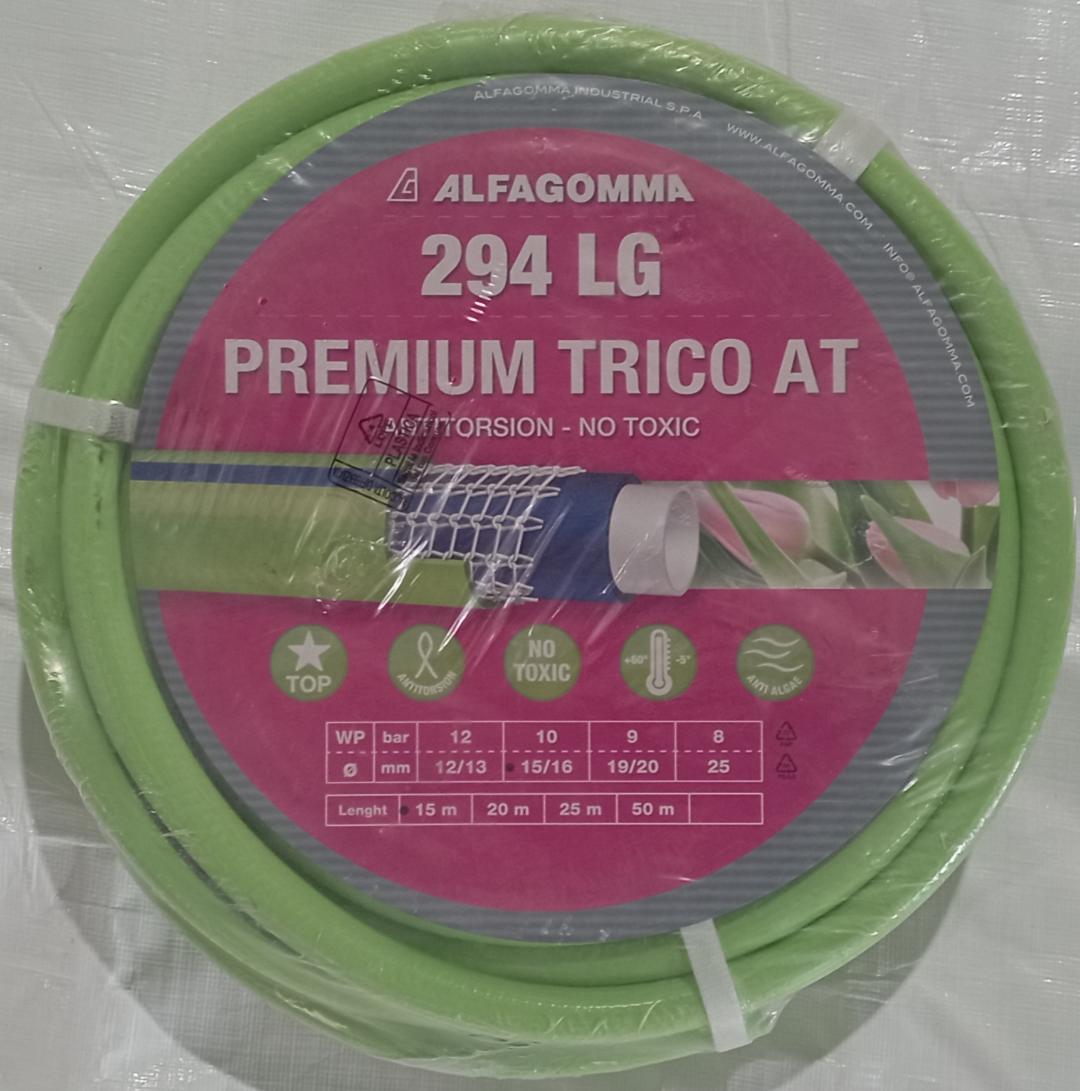 ALFAGOMMA INDUSTRIAL S.P.A
WWW.ALFAGOMMA.COM
INFO@ALFAGOMMA.COM
ALFAGOMMA
294 LG
PREMIUM TRICO AT
ANTITORSION - NO TOXIC
PLASTICA
TOP
ANTITORSION
NO TOXIC
+60° -5°
ANTI ALGAE
WP bar 12 10 9 8
Ø mm 12/13 15/16 19/20 25
Lenght 15 m 20 m 25 m 50 m